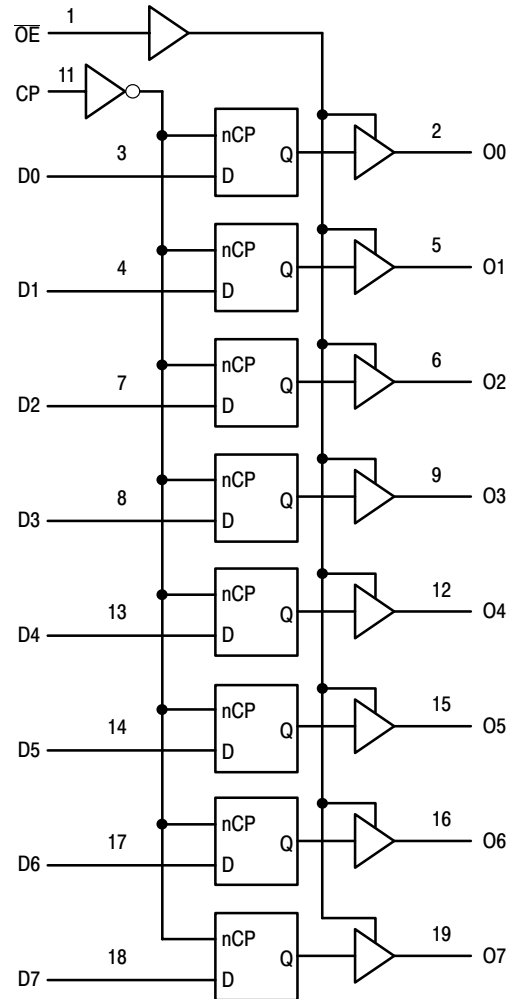 1
O̅E̅
11
CP
nCP
3
Q
2
O0
D0
D
nCP
4
Q
5
O1
D1
D
nCP
7
Q
6
O2
D2
D
nCP
8
Q
9
O3
D3
D
nCP
13
Q
12
O4
D4
D
nCP
14
Q
15
O5
D5
D
nCP
17
Q
16
O6
D6
D
nCP
18
Q
19
O7
D7
D